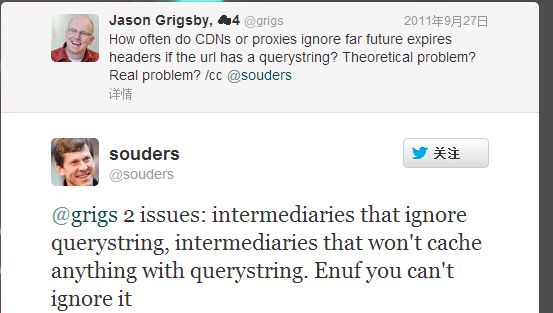 Jason Grigsby, ☁4 @grigs 2011年9月27日
How often do CDNs or proxies ignore far future expires
headers if the url has a querystring? Theoretical problem?
Real problem? /cc @souders
详情
souders
@souders
关注
@grigs 2 issues: intermediaries that ignore
querystring, intermediaries that won't cache
anything with querystring. Enuf you can't
ignore it